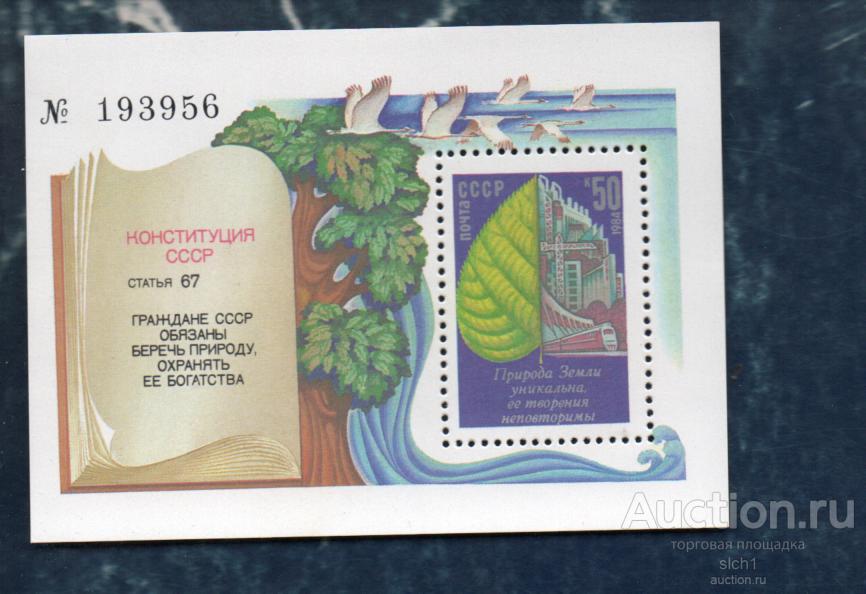 № 193956
КОНСТИТУЦИЯ
СССР
СТАТЬЯ 67
ГРАЖДАНЕ СССР
ОБЯЗАНЫ
БЕРЕЧЬ ПРИРОДУ,
ОХРАНЯТЬ
ЕЕ БОГАТСТВА
ПОЧТА СССР
К 50
1984
Природа Земли
уникальна,
ее творения
неповторимы
Auction.ru
торговая площадка
slch1
auction.ru